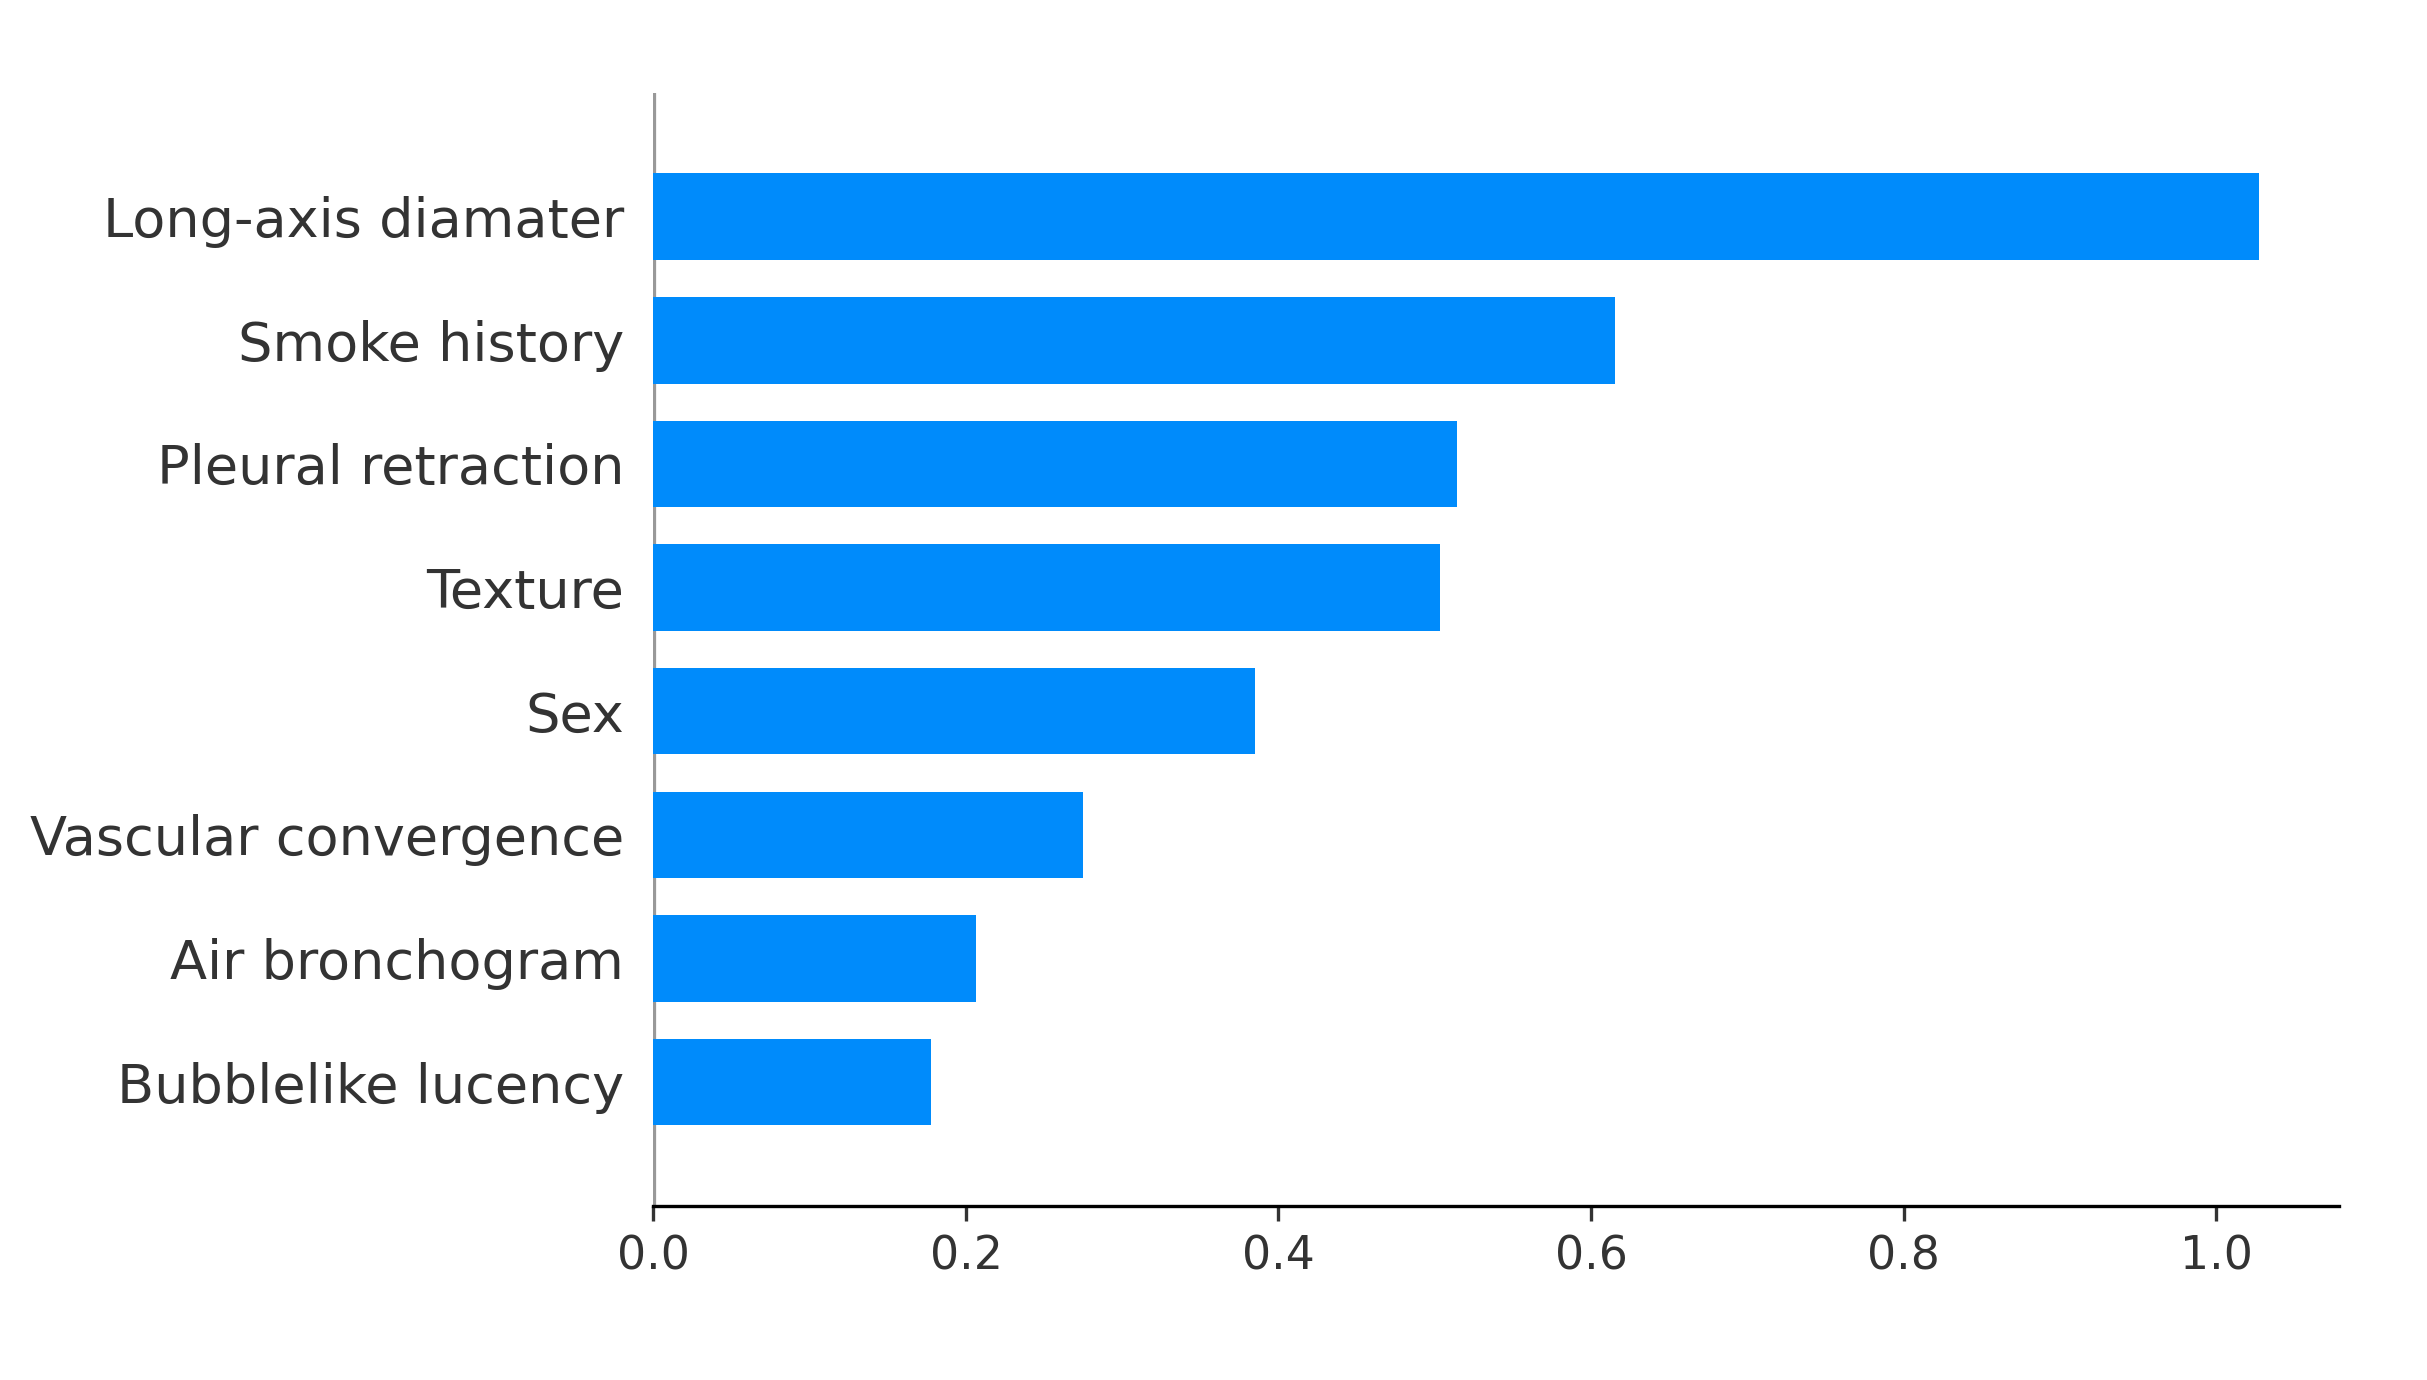 Long-axis diamater
Smoke history
Pleural retraction
Texture
Sex
Vascular convergence
Air bronchogram
Bubblelike lucency
0.0 0.2 0.4 0.6 0.8 1.0